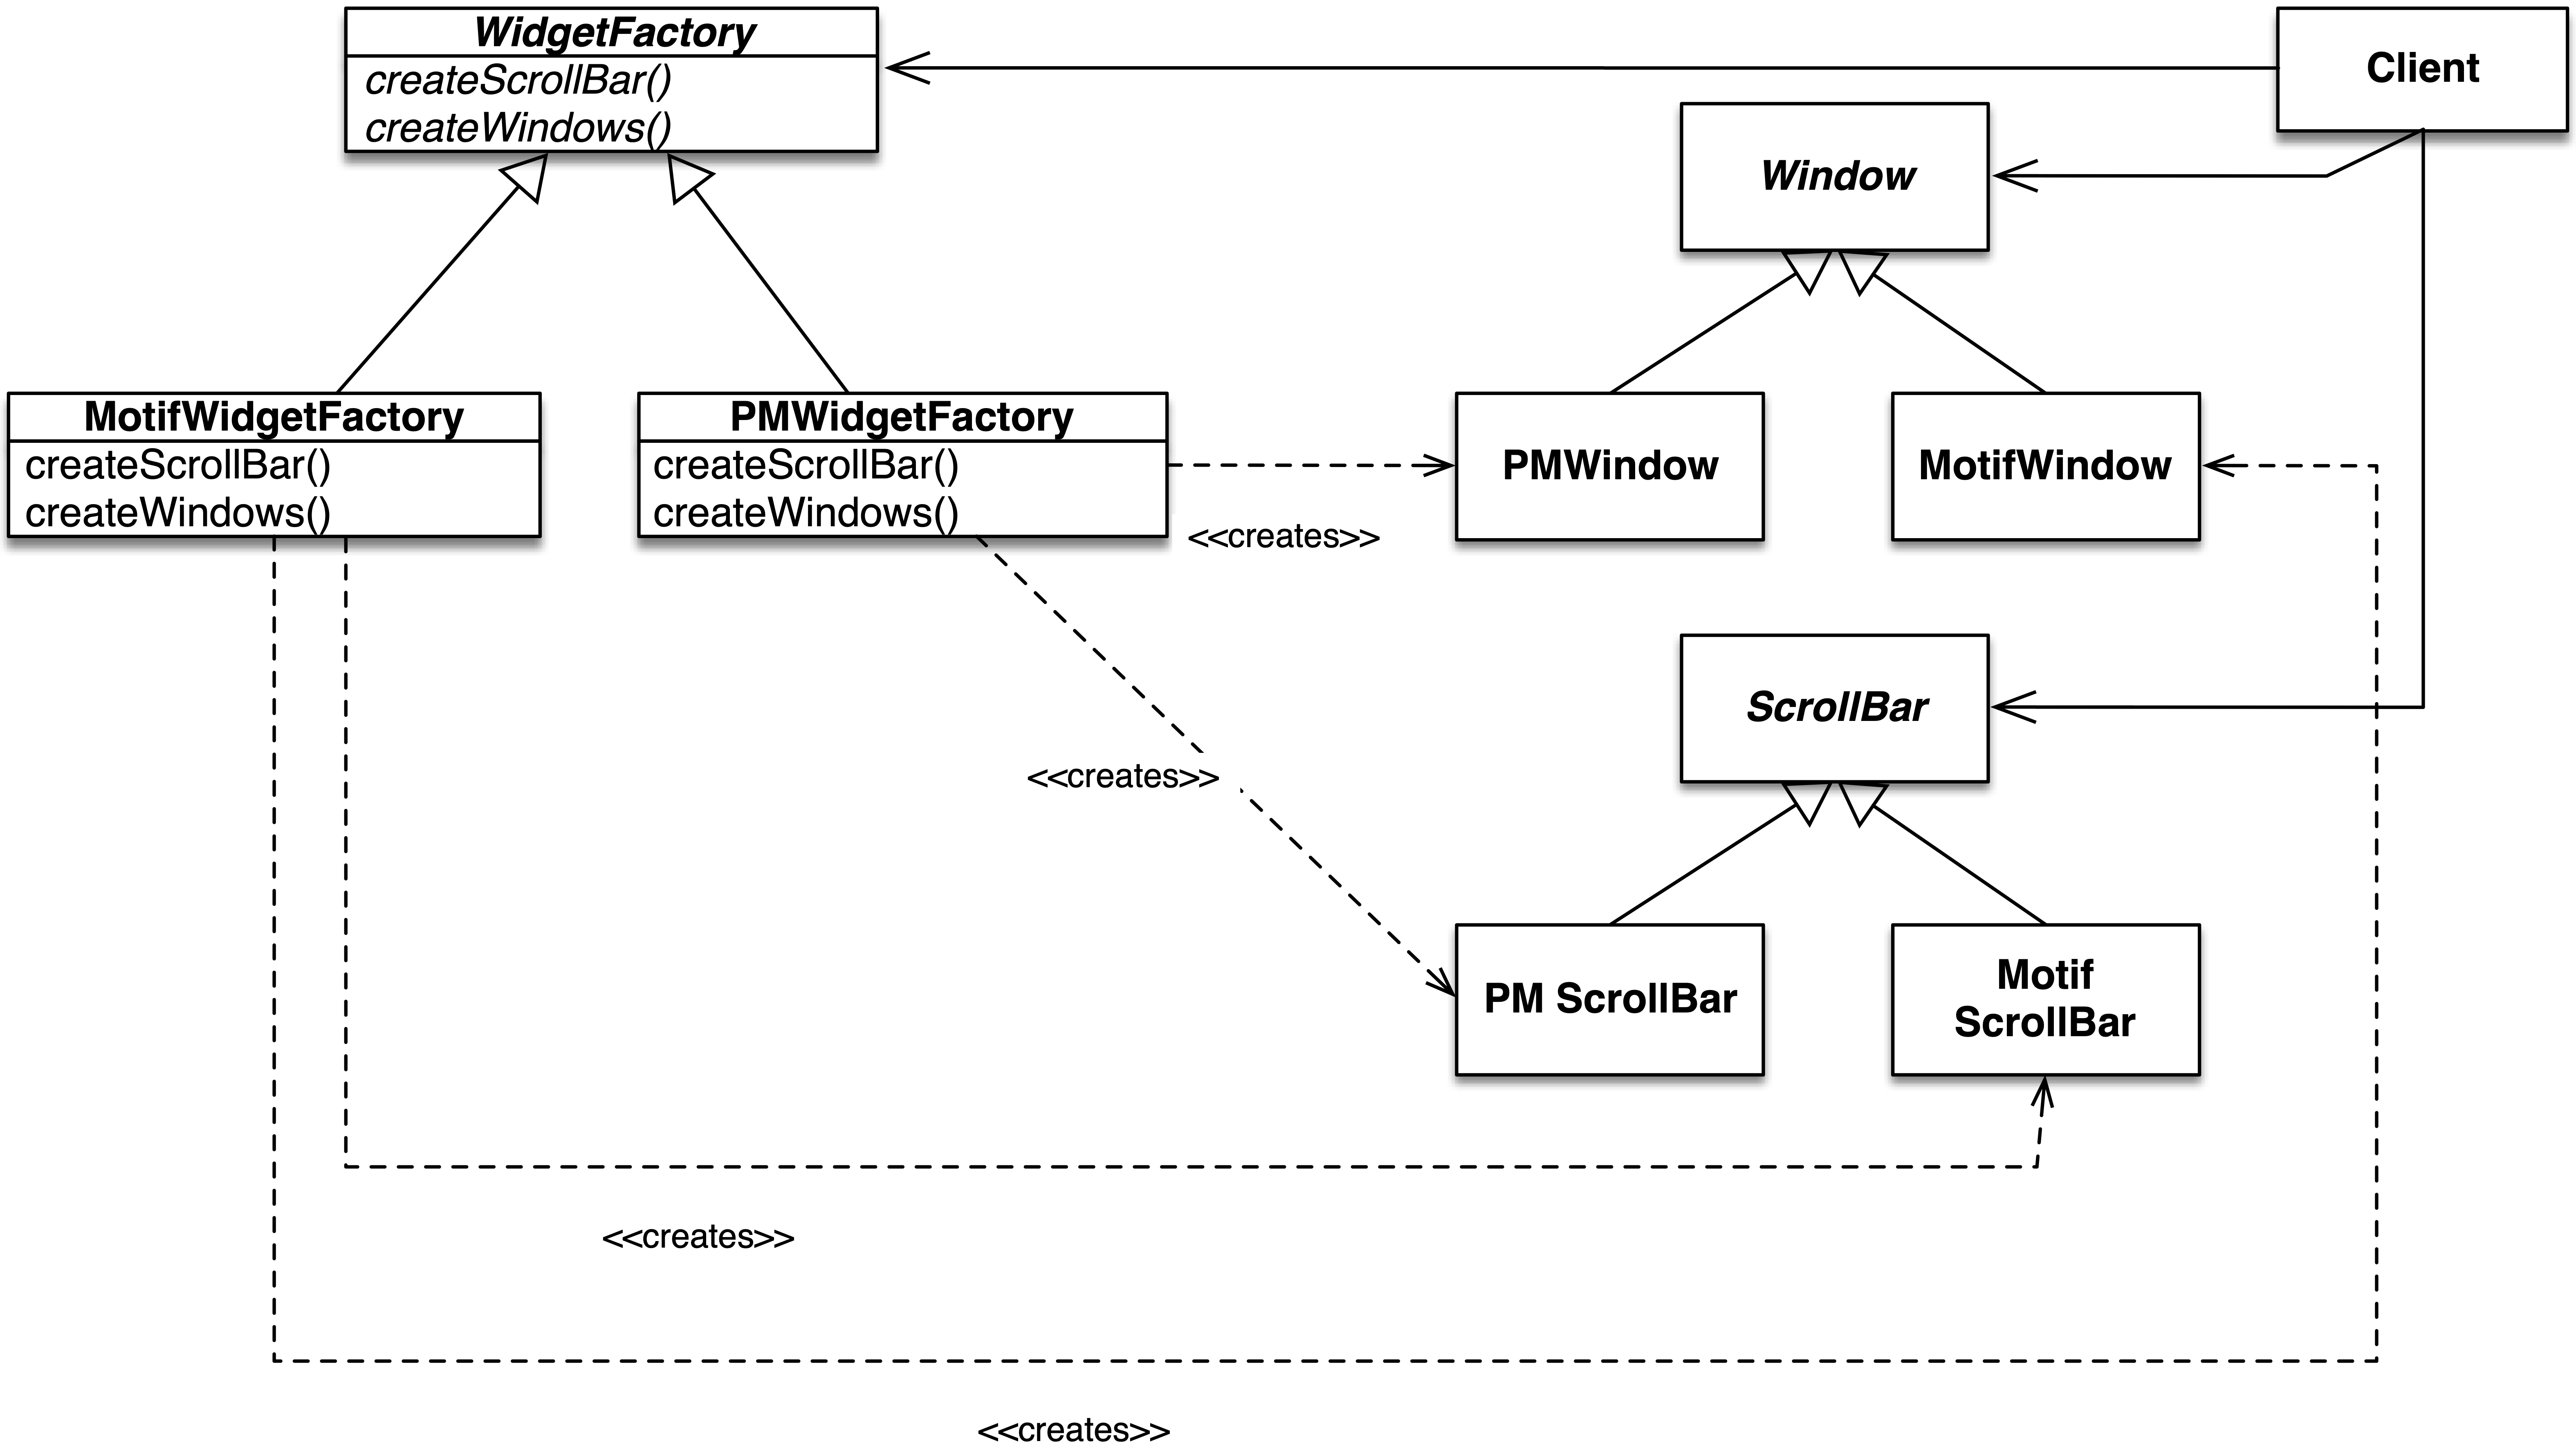 WidgetFactory
createScrollBar()
createWindows()
Client
Window
MotifWidgetFactory
createScrollBar()
createWindows()
PMWidgetFactory
createScrollBar()
createWindows()
PMWindow
MotifWindow
<<creates>>
ScrollBar
<<creates>>
PM ScrollBar
Motif
ScrollBar
<<creates>>
<<creates>>